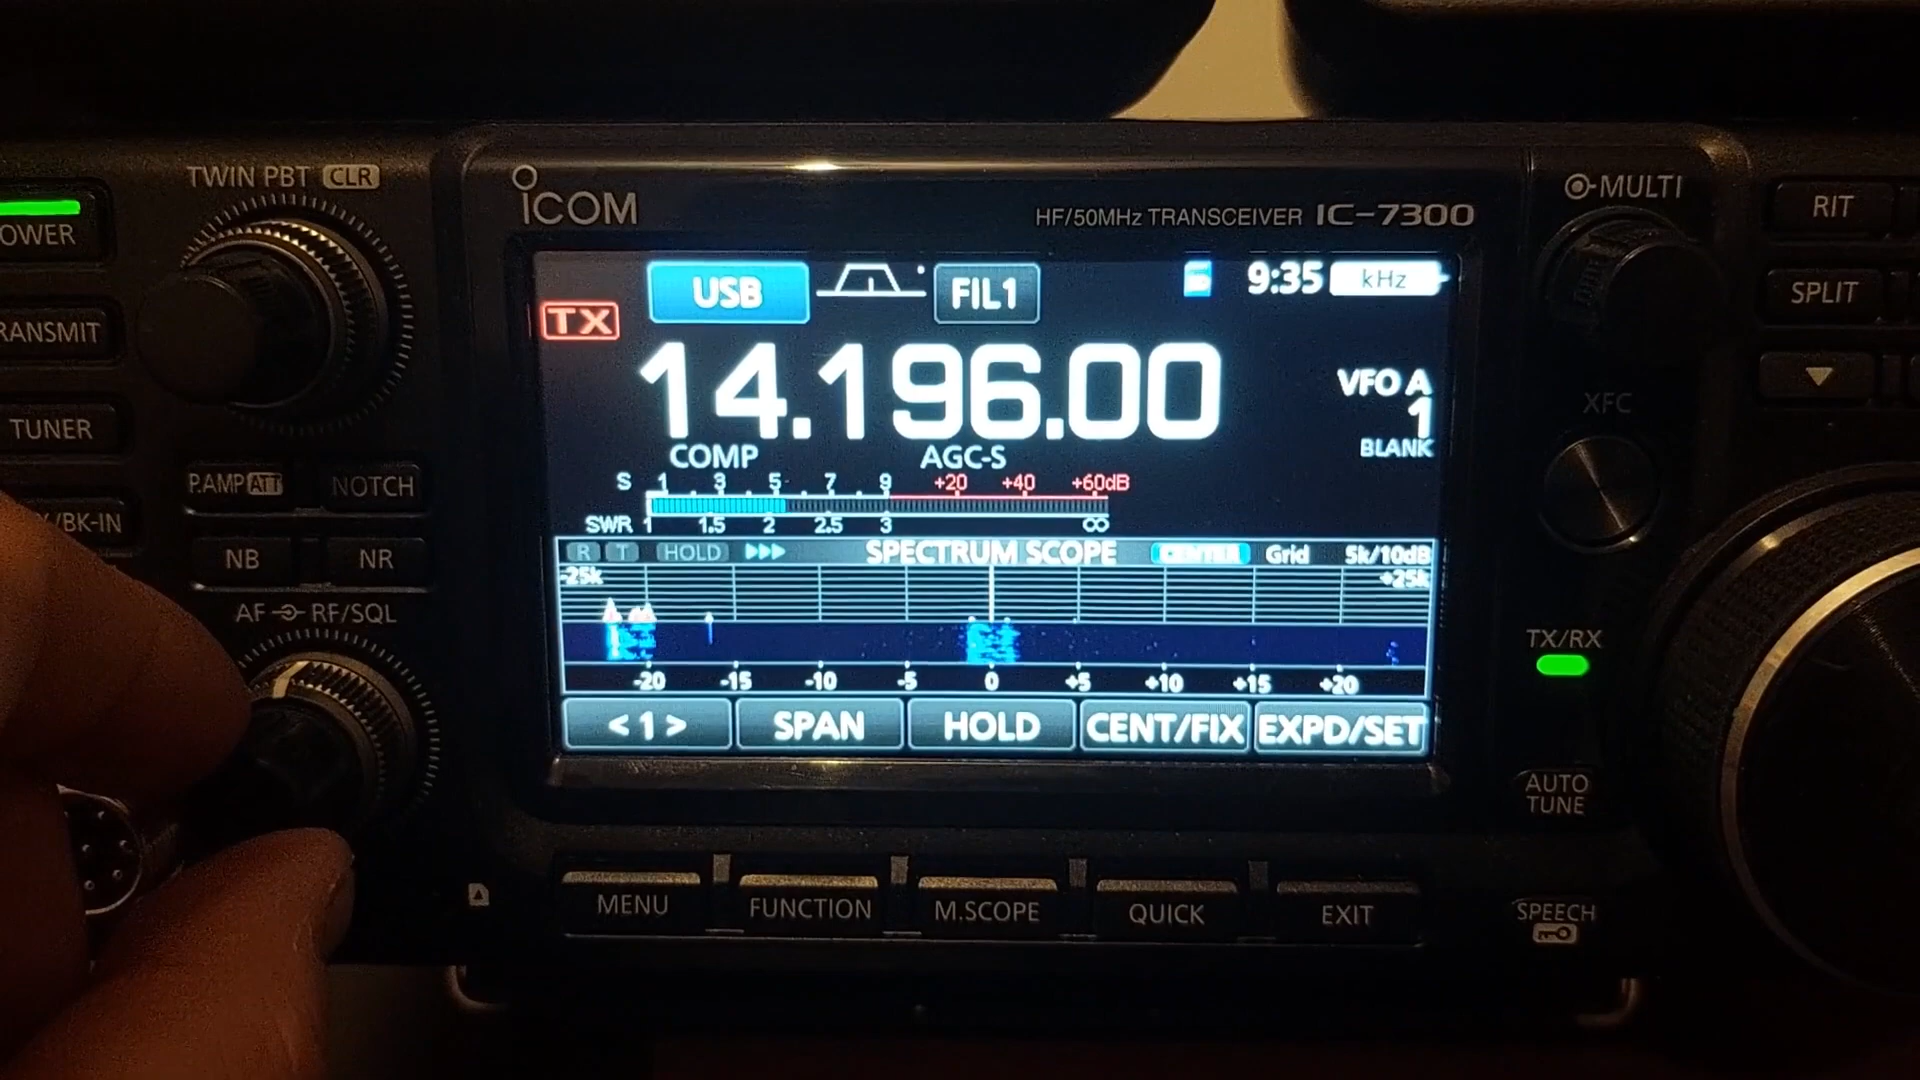 TWIN PBT CLR
OWER
RANSMIT
TUNER
P.AMP ATT
NOTCH
/BK-IN
NB
NR
AF RF/SQL
ICOM
HF/50MHz TRANSCEIVER IC-7300
USB
FIL1
9:35
kHz
TX
14.196.00
VFO A
1
BLANK
COMP
AGC-S
S 1 3 5 7 9 +20 +40 +60dB
SWR 1 1.5 2 2.5 3 ∞
R T HOLD SPECTRUM SCOPE CENTER Grid 5k/10dB
-25k +25k
-20 -15 -10 -5 0 +5 +10 +15 +20
< 1 > SPAN HOLD CENT/FIX EXPD/SET
MENU FUNCTION M.SCOPE QUICK EXIT
MULTI
RIT
SPLIT
XFC
TX/RX
AUTO
TUNE
SPEECH